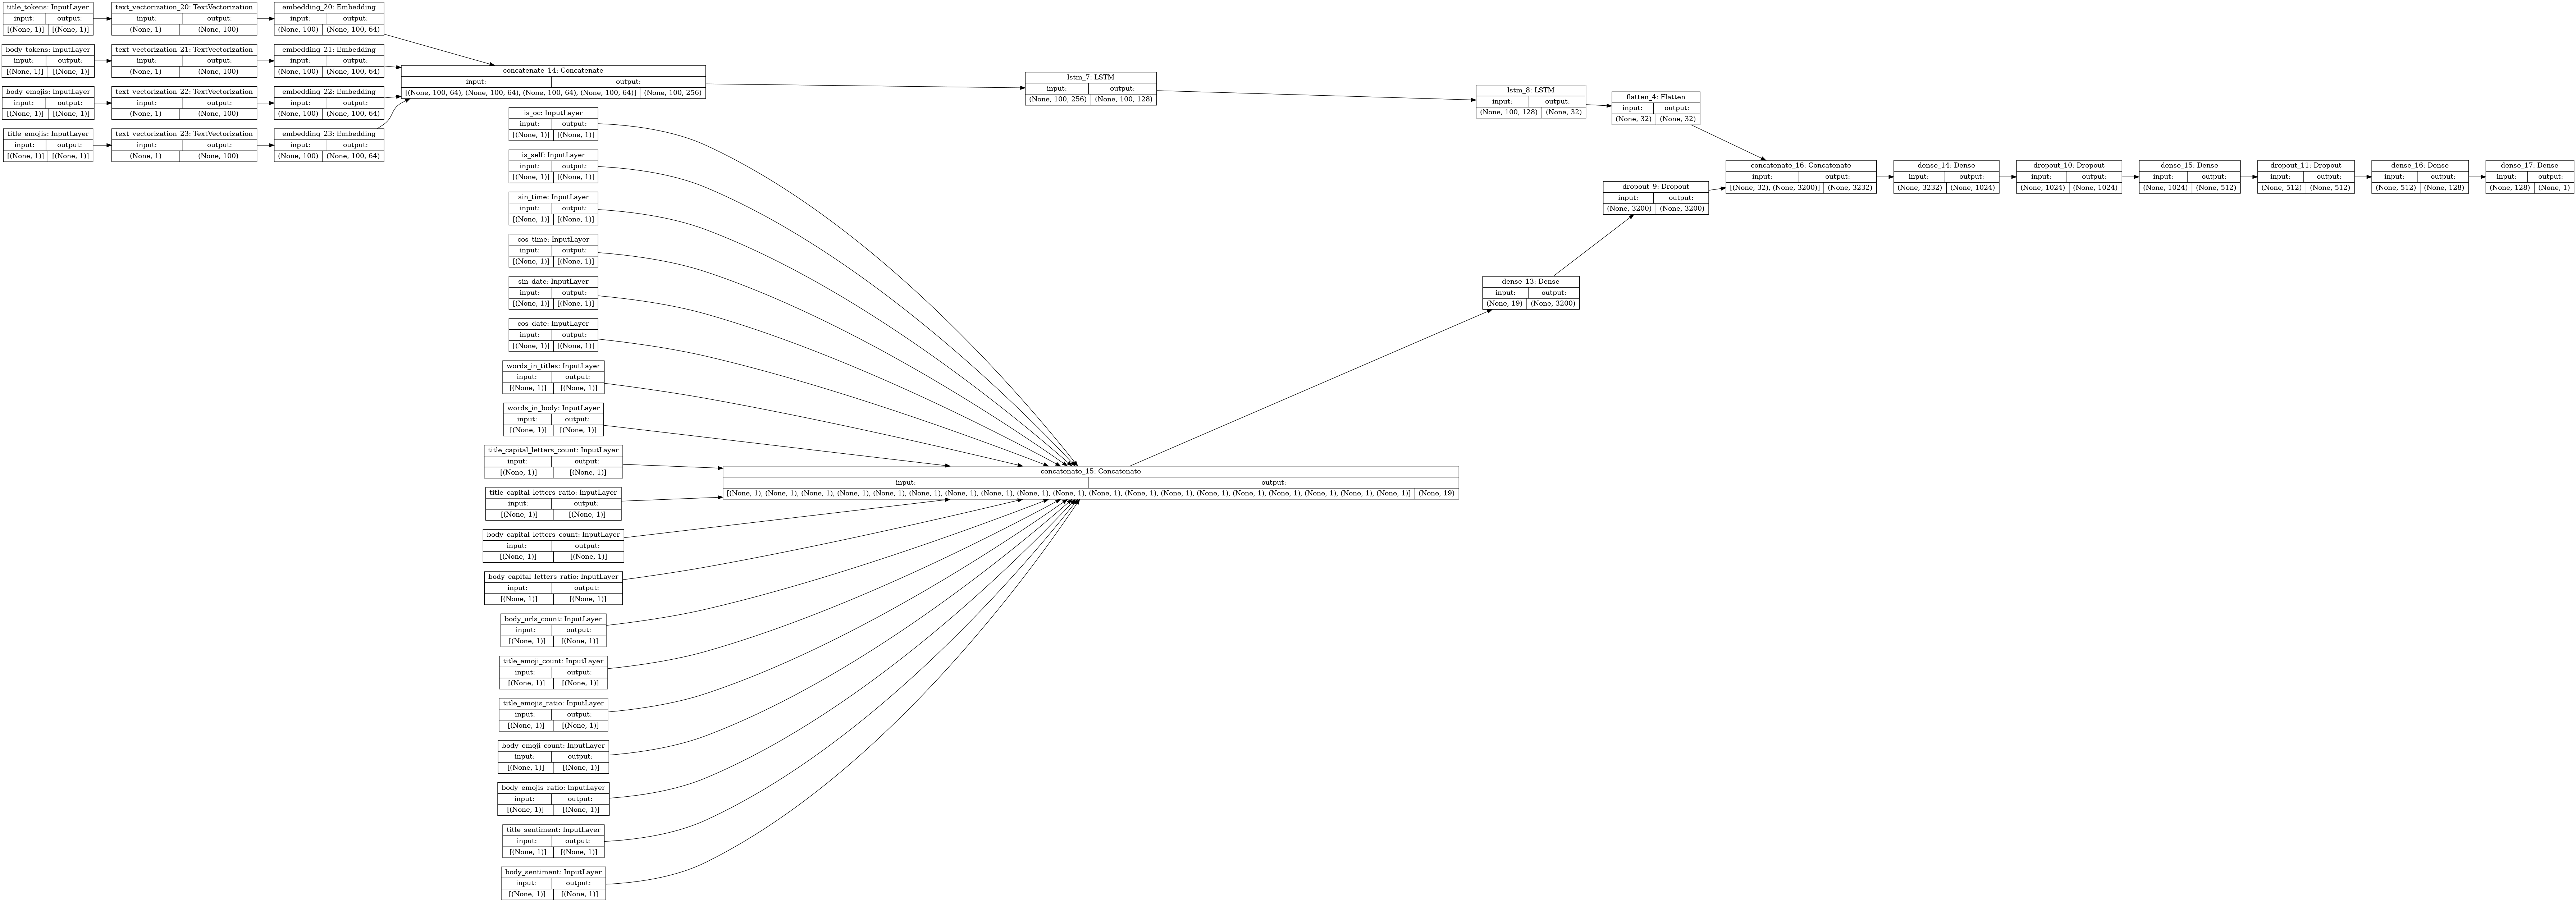 title_tokens: InputLayer
input: output:
[(None, 1)] [(None, 1)]
text_vectorization_20: TextVectorization
input: output:
(None, 1) (None, 100)
embedding_20: Embedding
input: output:
(None, 100) (None, 100, 64)
body_tokens: InputLayer
input: output:
[(None, 1)] [(None, 1)]
text_vectorization_21: TextVectorization
input: output:
(None, 1) (None, 100)
embedding_21: Embedding
input: output:
(None, 100) (None, 100, 64)
body_emojis: InputLayer
input: output:
[(None, 1)] [(None, 1)]
text_vectorization_22: TextVectorization
input: output:
(None, 1) (None, 100)
embedding_22: Embedding
input: output:
(None, 100) (None, 100, 64)
title_emojis: InputLayer
input: output:
[(None, 1)] [(None, 1)]
text_vectorization_23: TextVectorization
input: output:
(None, 1) (None, 100)
embedding_23: Embedding
input: output:
(None, 100) (None, 100, 64)
concatenate_14: Concatenate
input: output:
[(None, 100, 64), (None, 100, 64), (None, 100, 64), (None, 100, 64)] (None, 100, 256)
lstm_7: LSTM
input: output:
(None, 100, 256) (None, 100, 128)
lstm_8: LSTM
input: output:
(None, 100, 128) (None, 32)
flatten_4: Flatten
input: output:
(None, 32) (None, 32)
is_oc: InputLayer
input: output:
[(None, 1)] [(None, 1)]
is_self: InputLayer
input: output:
[(None, 1)] [(None, 1)]
sin_time: InputLayer
input: output:
[(None, 1)] [(None, 1)]
cos_time: InputLayer
input: output:
[(None, 1)] [(None, 1)]
sin_date: InputLayer
input: output:
[(None, 1)] [(None, 1)]
cos_date: InputLayer
input: output:
[(None, 1)] [(None, 1)]
words_in_titles: InputLayer
input: output:
[(None, 1)] [(None, 1)]
words_in_body: InputLayer
input: output:
[(None, 1)] [(None, 1)]
title_capital_letters_count: InputLayer
input: output:
[(None, 1)] [(None, 1)]
title_capital_letters_ratio: InputLayer
input: output:
[(None, 1)] [(None, 1)]
body_capital_letters_count: InputLayer
input: output:
[(None, 1)] [(None, 1)]
body_capital_letters_ratio: InputLayer
input: output:
[(None, 1)] [(None, 1)]
body_urls_count: InputLayer
input: output:
[(None, 1)] [(None, 1)]
title_emoji_count: InputLayer
input: output:
[(None, 1)] [(None, 1)]
title_emojis_ratio: InputLayer
input: output:
[(None, 1)] [(None, 1)]
body_emoji_count: InputLayer
input: output:
[(None, 1)] [(None, 1)]
body_emojis_ratio: InputLayer
input: output:
[(None, 1)] [(None, 1)]
title_sentiment: InputLayer
input: output:
[(None, 1)] [(None, 1)]
body_sentiment: InputLayer
input: output:
[(None, 1)] [(None, 1)]
concatenate_15: Concatenate
input: output:
[(None, 1), (None, 1), (None, 1), (None, 1), (None, 1), (None, 1), (None, 1), (None, 1), (None, 1), (None, 1), (None, 1), (None, 1), (None, 1), (None, 1), (None, 1), (None, 1), (None, 1), (None, 1), (None, 1)] (None, 19)
dense_13: Dense
input: output:
(None, 19) (None, 3200)
dropout_9: Dropout
input: output:
(None, 3200) (None, 3200)
concatenate_16: Concatenate
input: output:
[(None, 32), (None, 3200)] (None, 3232)
dense_14: Dense
input: output:
(None, 3232) (None, 1024)
dropout_10: Dropout
input: output:
(None, 1024) (None, 1024)
dense_15: Dense
input: output:
(None, 1024) (None, 512)
dropout_11: Dropout
input: output:
(None, 512) (None, 512)
dense_16: Dense
input: output:
(None, 512) (None, 128)
dense_17: Dense
input: output:
(None, 128) (None, 1)